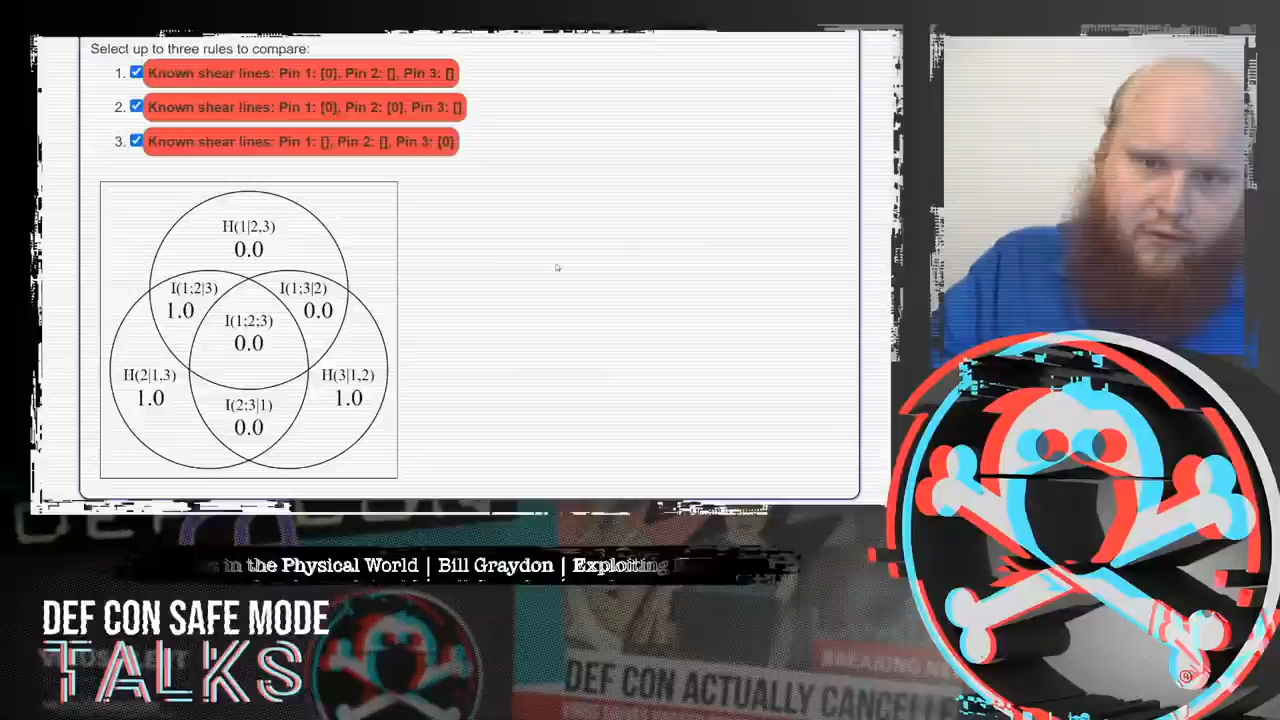 Select up to three rules to compare:
1. Known shear lines: Pin 1: [0], Pin 2: [], Pin 3: []
2. Known shear lines: Pin 1: [0], Pin 2: [0], Pin 3: []
3. Known shear lines: Pin 1: [], Pin 2: [], Pin 3: [0]
H(1|2,3)
0.0
I(1;2|3) I(1;3|2)
1.0 0.0
I(1;2;3)
0.0
H(2|1,3) H(3|1,2)
1.0 1.0
I(2;3|1)
0.0
in the Physical World | Bill Graydon | Exploiting
DEF CON SAFE MODE
TALKS
DEF CON ACTUALLY CANCELLE
BREAKING NE
DEF CON
®